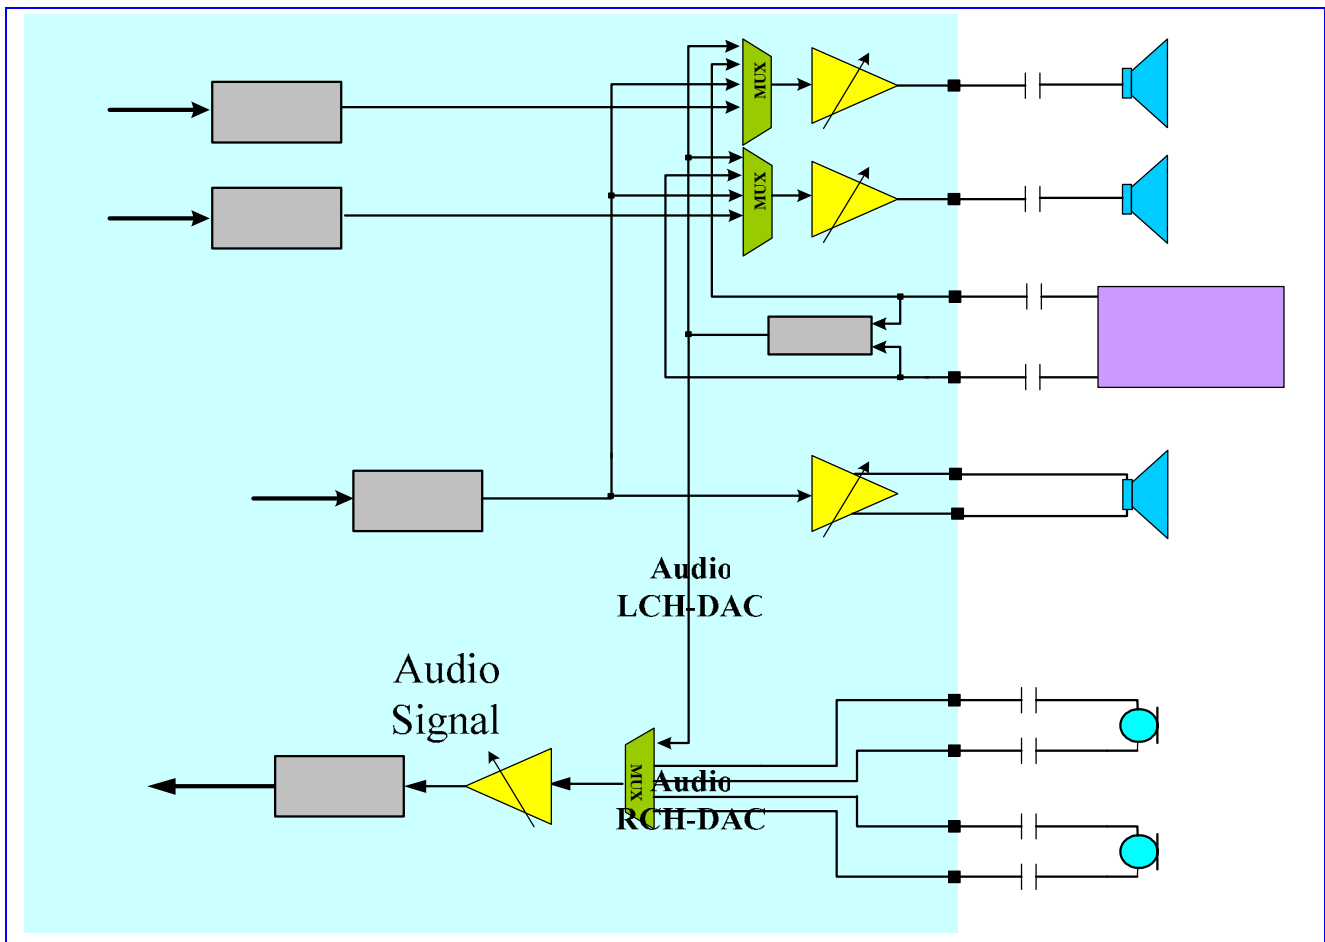 MUX
MUX
Audio
LCH-DAC
Audio
Signal
MUX
Audio
RCH-DAC